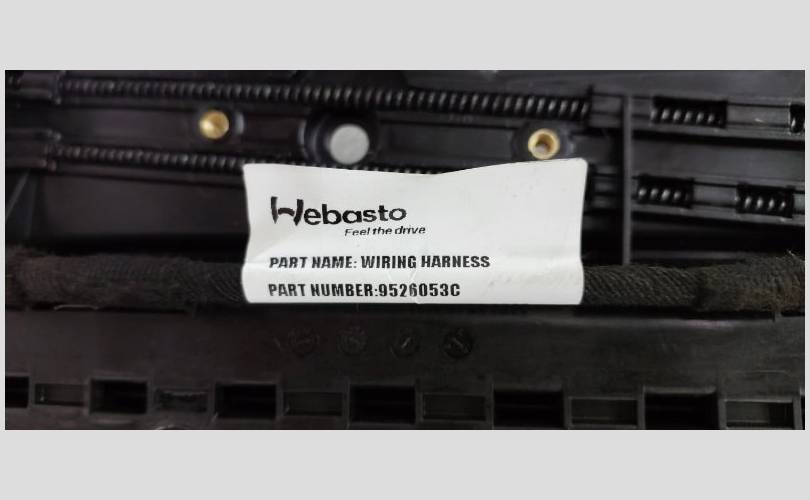 Webasto
Feel the drive
PART NAME: WIRING HARNESS
PART NUMBER:9526053C